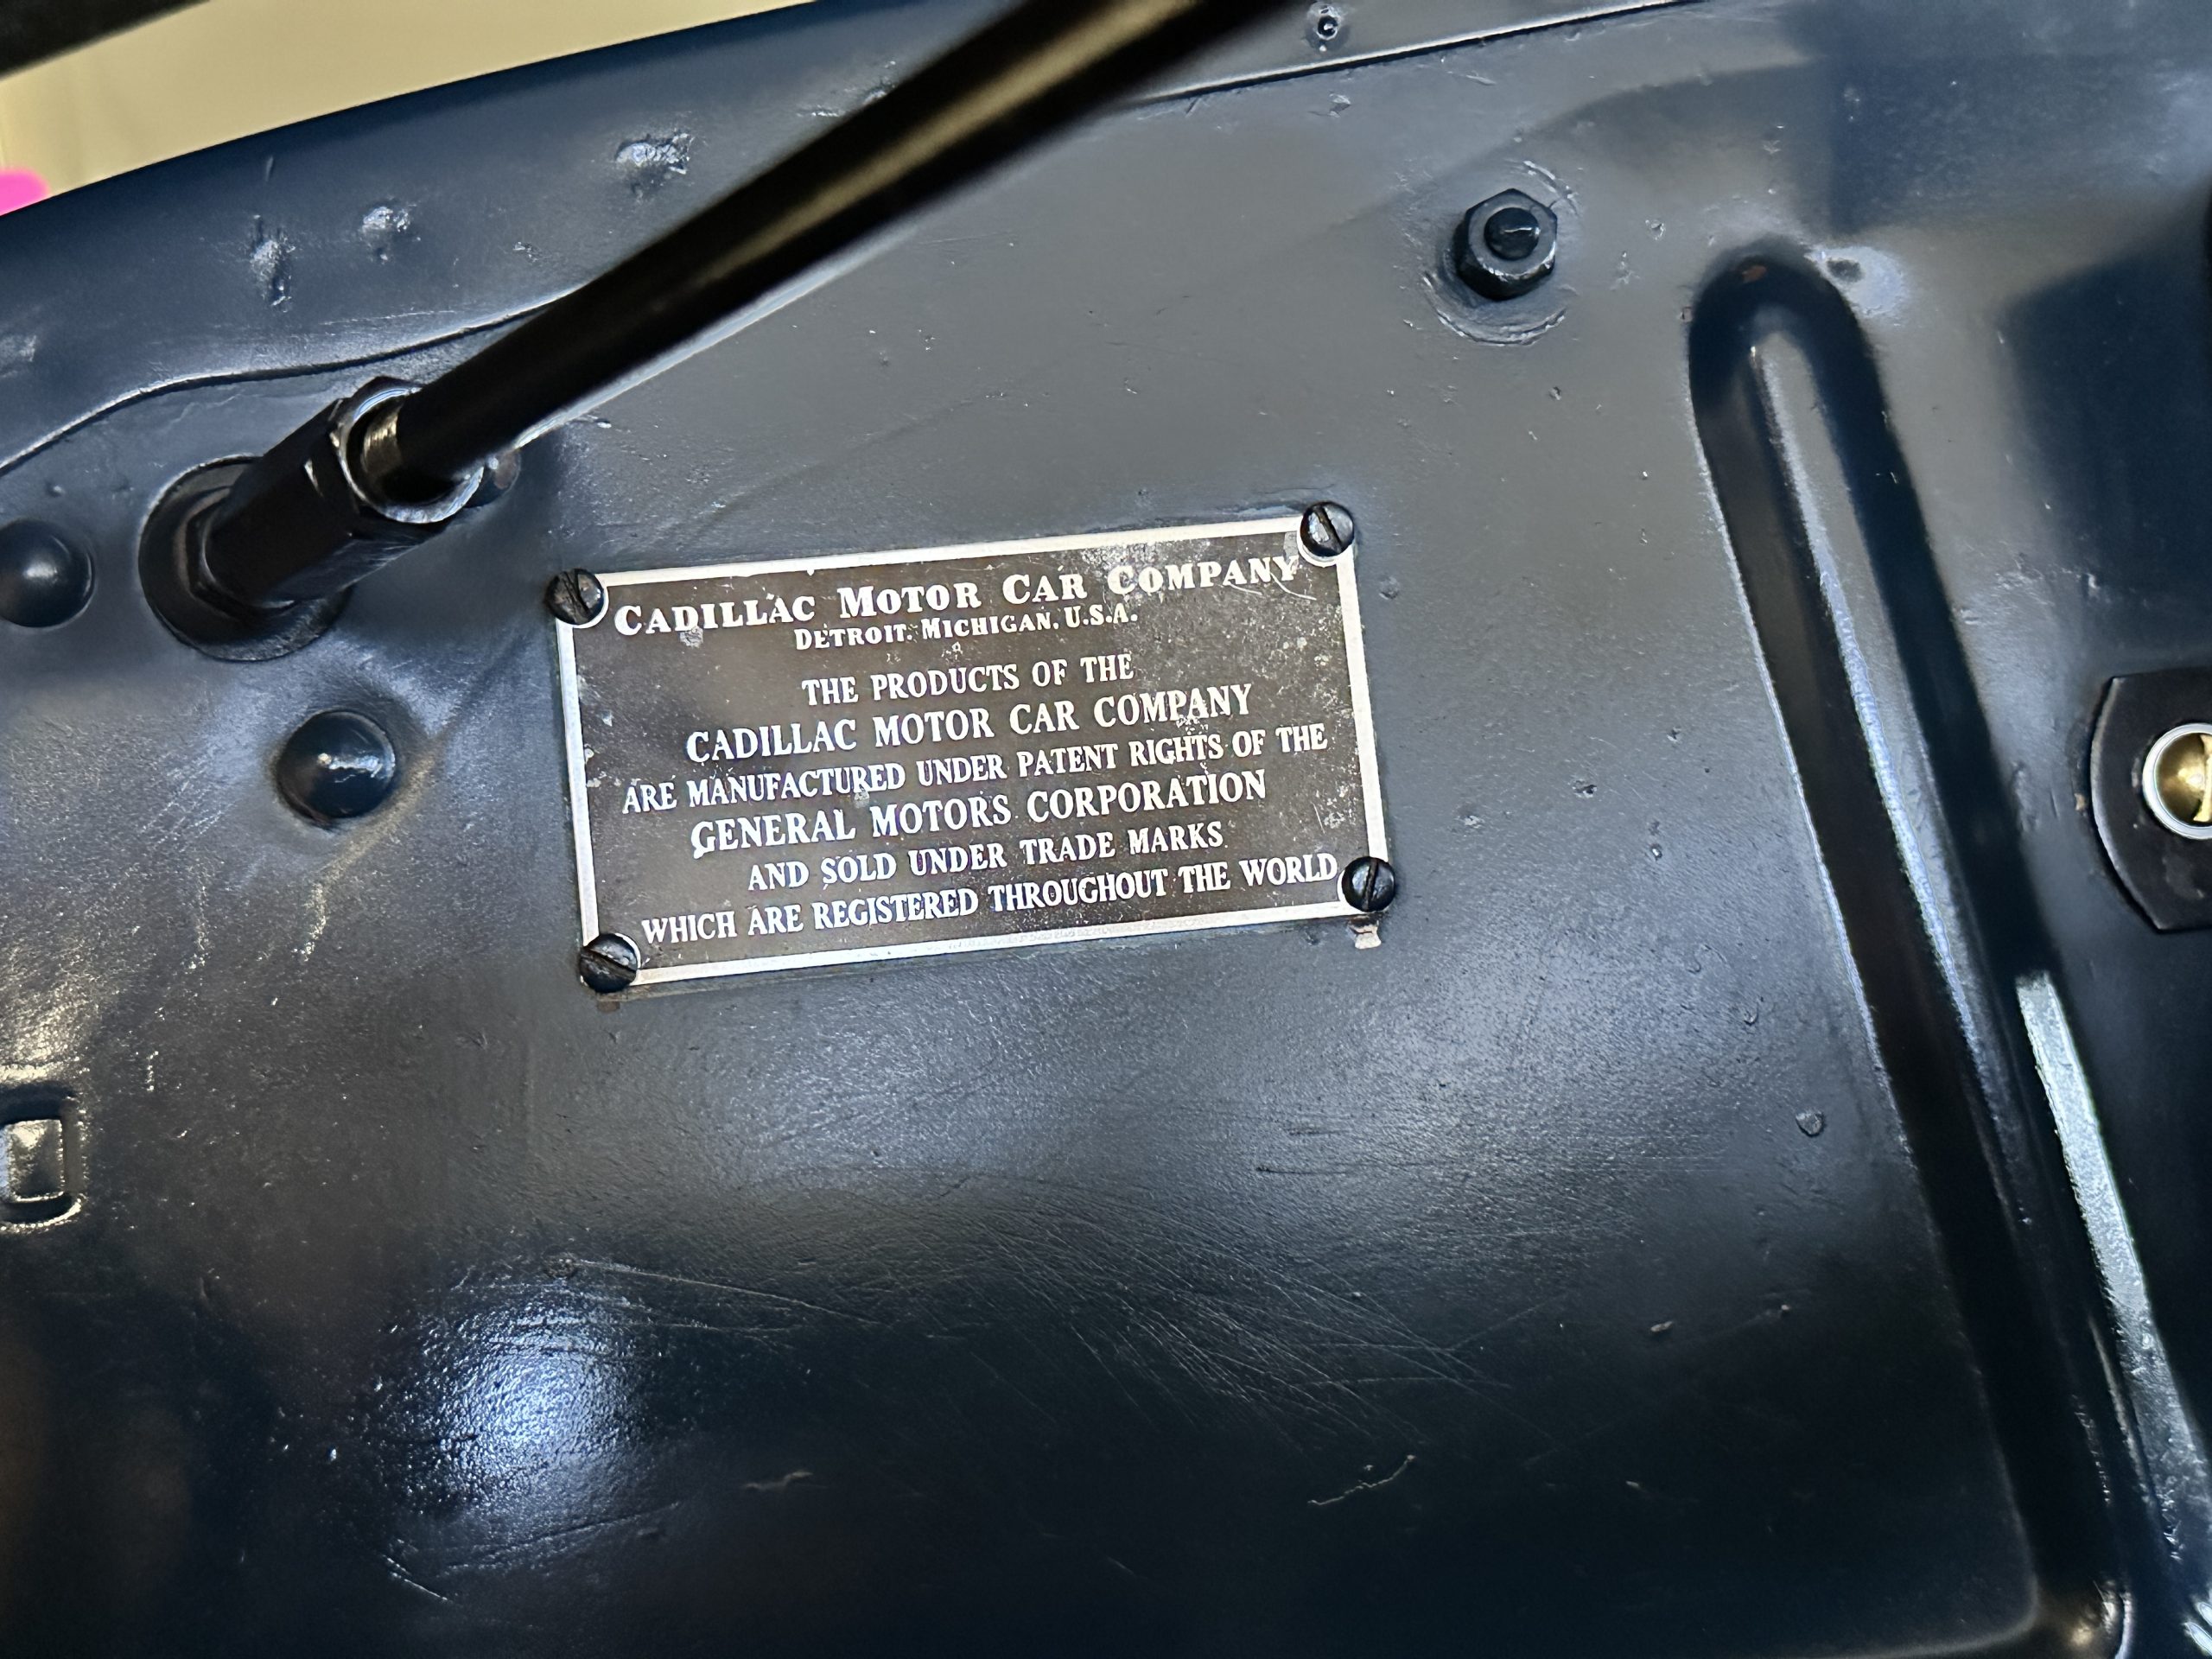 CADILLAC MOTOR CAR COMPANY
DETROIT. MICHIGAN, U.S.A.
THE PRODUCTS OF THE
CADILLAC MOTOR CAR COMPANY
ARE MANUFACTURED UNDER PATENT RIGHTS OF THE
GENERAL MOTORS CORPORATION
AND SOLD UNDER TRADE MARKS
WHICH ARE REGISTERED THROUGHOUT THE WORLD